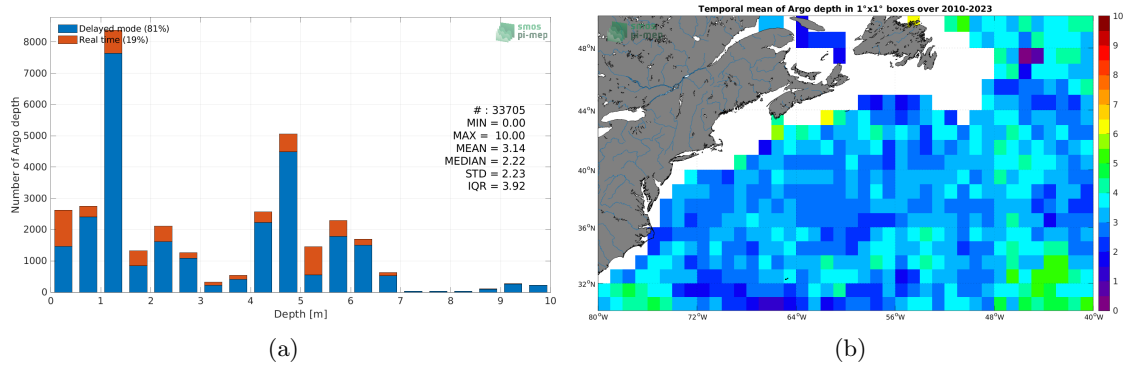 Delayed mode (81%)
Real time (19%)
smos
pi-mep
# : 33705
MIN = 0.00
MAX = 10.00
MEAN = 3.14
MEDIAN = 2.22
STD = 2.23
IQR = 3.92
Number of Argo depth
8000
7000
6000
5000
4000
3000
2000
1000
0
0 1 2 3 4 5 6 7 8 9 10
Depth [m]
(a)
Temporal mean of Argo depth in 1°x1° boxes over 2010-2023
smos
pi-mep
48°N
44°N
40°N
36°N
32°N
80°W 72°W 64°W 56°W 48°W 40°W
10
9
8
7
6
5
4
3
2
1
0
(b)